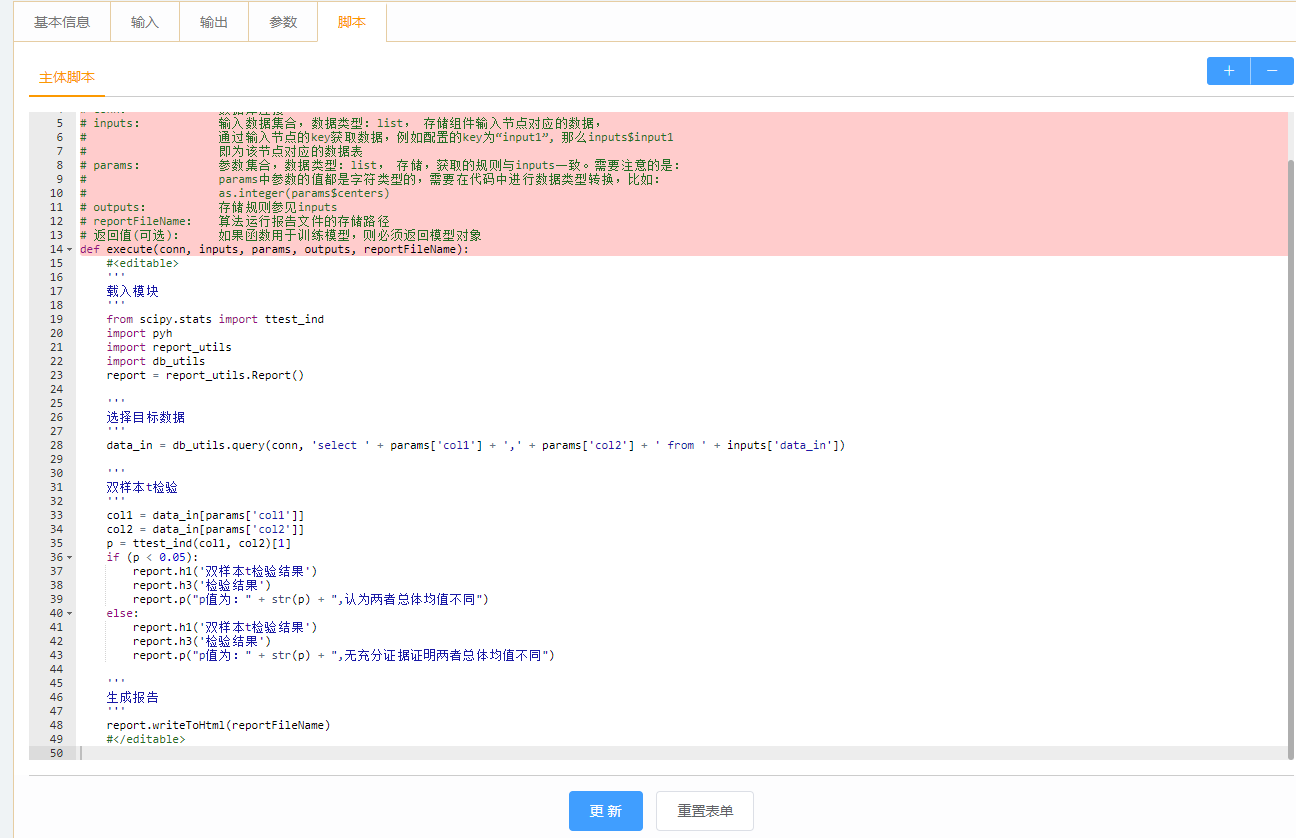 基本信息 输入 输出 参数 脚本
主体脚本
+ −
5 # inputs: 输入数据集合，数据类型：list， 存储组件输入节点对应的数据，
6 # 通过输入节点的key获取数据，例如配置的key为“input1”，那么inputs$input1
7 # 即为该节点对应的数据表
8 # params: 参数集合，数据类型：list， 存储，获取的规则与inputs一致。需要注意的是：
9 # params中参数的值都是字符类型的，需要在代码中进行数据类型转换，比如：
10 # as.integer(params$centers)
11 # outputs: 存储规则参见inputs
12 # reportFileName: 算法运行报告文件的存储路径
13 # 返回值(可选): 如果函数用于训练模型，则必须返回模型对象
14 def execute(conn, inputs, params, outputs, reportFileName):
15 #<editable>
16 '''
17 载入模块
18 '''
19 from scipy.stats import ttest_ind
20 import pyh
21 import report_utils
22 import db_utils
23 report = report_utils.Report()
24
25 '''
26 选择目标数据
27 '''
28 data_in = db_utils.query(conn, 'select ' + params['col1'] + ',' + params['col2'] + ' from ' + inputs['data_in'])
29
30 '''
31 双样本t检验
32 '''
33 col1 = data_in[params['col1']]
34 col2 = data_in[params['col2']]
35 p = ttest_ind(col1, col2)[1]
36 if (p < 0.05):
37 report.h1('双样本t检验结果')
38 report.h3('检验结果')
39 report.p("p值为：" + str(p) + ",认为两者总体均值不同")
40 else:
41 report.h1('双样本t检验结果')
42 report.h3('检验结果')
43 report.p("p值为：" + str(p) + ",无充分证据证明两者总体均值不同")
44
45 '''
46 生成报告
47 '''
48 report.writeToHtml(reportFileName)
49 #</editable>
50
更 新 重置表单